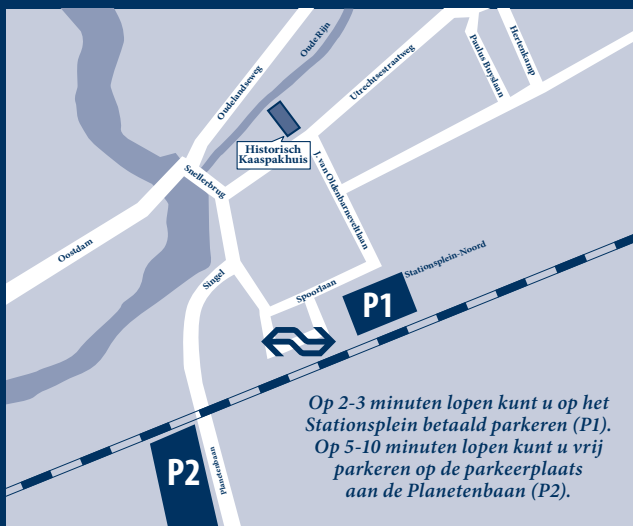 Oude Rijn
Oudelandseweg
Utrechtsestraatweg
Paulus Buyslaan
Hertenkamp
Historisch
Kaaspakhuis
Snellerbrug
J. van Oldenbarneveltlaan
Oostdam
Singel
Spoorlaan
Stationsplein-Noord
P1
Op 2-3 minuten lopen kunt u op het
Stationsplein betaald parkeren (P1).
Op 5-10 minuten lopen kunt u vrij
parkeren op de parkeerplaats
aan de Planetenbaan (P2).
P2
Planetenbaan